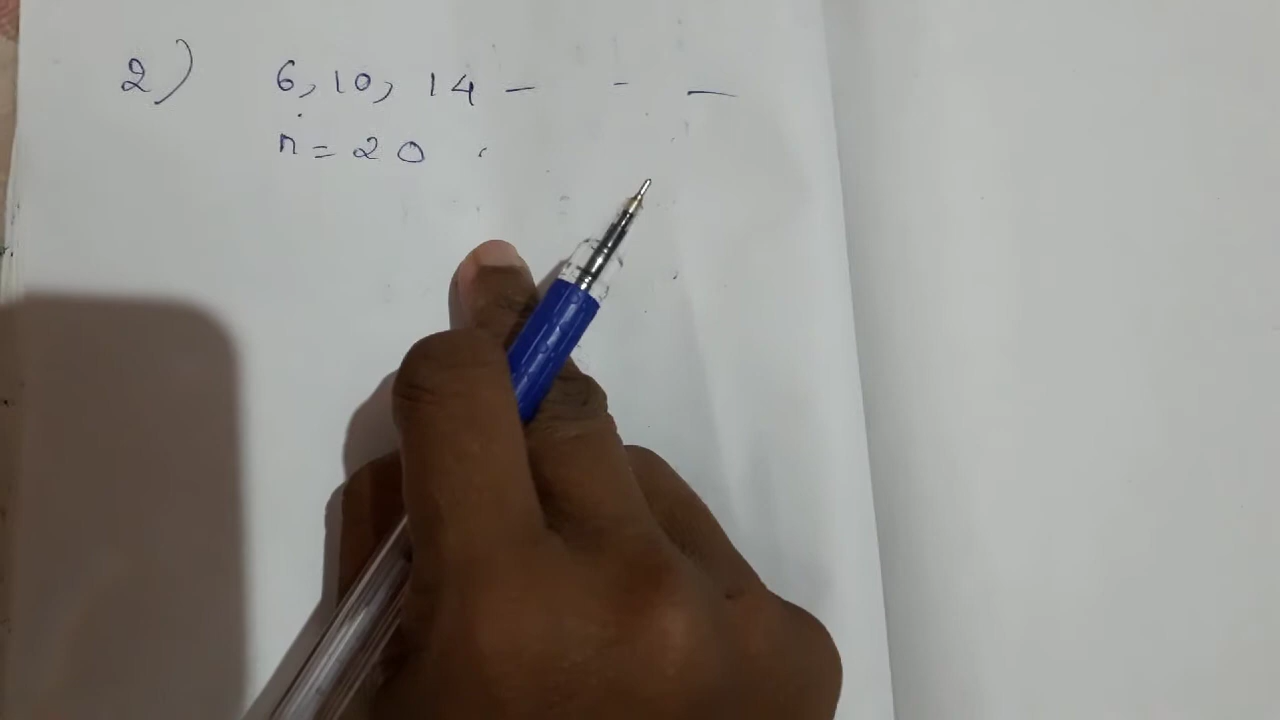 2) 6, 10, 14 - - -
n = 20